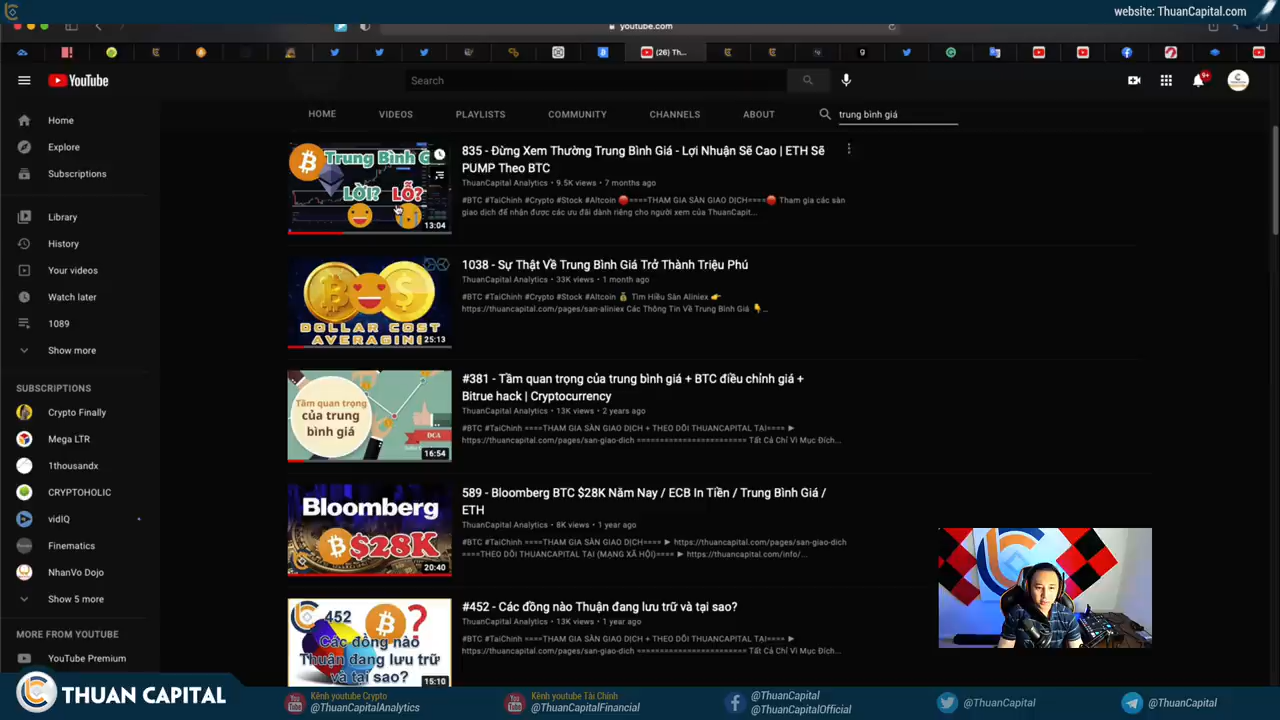 website: ThuanCapital.com
youtube.com
(26) Th...
YouTube
Search
9+
HOME
VIDEOS
PLAYLISTS
COMMUNITY
CHANNELS
ABOUT
trung bình giá
Home
Explore
Subscriptions
Library
History
Your videos
Watch later
1089
Show more
SUBSCRIPTIONS
Crypto Finally
Mega LTR
1thousandx
CRYPTOHOLIC
vidIQ
Finematics
NhanVo Dojo
Show 5 more
MORE FROM YOUTUBE
YouTube Premium
Trung Bình G
LỜI? LỖ?
13:04
835 - Đừng Xem Thường Trung Bình Giá - Lợi Nhuận Sẽ Cao | ETH Sẽ
PUMP Theo BTC
ThuanCapital Analytics • 9.5K views • 7 months ago
#BTC #TaiChinh #Crypto #Stock #Altcoin 🔴====THAM GIA SÀN GIAO DỊCH====🔴 Tham gia các sàn
giao dịch để nhận được các ưu đãi dành riêng cho người xem của ThuanCapit...
DOLLAR COST
AVERAGING
25:13
1038 - Sự Thật Về Trung Bình Giá Trở Thành Triệu Phú
ThuanCapital Analytics • 33K views • 1 month ago
#BTC #TaiChinh #Crypto #Stock #Altcoin 💰 Tìm Hiểu Sàn Aliniex 👉
https://thuancapital.com/pages/san-aliniex Các Thông Tin Về Trung Bình Giá 👇...
Tầm quan trọng
của trung
bình giá
DCA
16:54
#381 - Tầm quan trọng của trung bình giá + BTC điều chỉnh giá +
Bitrue hack | Cryptocurrency
ThuanCapital Analytics • 13K views • 2 years ago
#BTC #TaiChinh ====THAM GIA SÀN GIAO DỊCH + THEO DÕI THUANCAPITAL TẠI==== ►
https://thuancapital.com/pages/san-giao-dich ======================== Tất Cả Chỉ Vì Mục Đích...
Bloomberg
$28K
20:40
589 - Bloomberg BTC $28K Năm Nay / ECB In Tiền / Trung Bình Giá /
ETH
ThuanCapital Analytics • 8K views • 1 year ago
#BTC #TaiChinh ====THAM GIA SÀN GIAO DỊCH==== ► https://thuancapital.com/pages/san-giao-dich
====THEO DÕI THUANCAPITAL TẠI (MẠNG XÃ HỘI)==== ► https://thuancapital.com/info/...
452
?
Các đồng nào
Thuận đang lưu trữ
và tại sao?
15:10
#452 - Các đồng nào Thuận đang lưu trữ và tại sao?
ThuanCapital Analytics • 13K views • 1 year ago
#BTC #TaiChinh ====THAM GIA SÀN GIAO DỊCH + THEO DÕI THUANCAPITAL TẠI==== ►
https://thuancapital.com/pages/san-giao-dich ======================== Tất Cả Chỉ Vì Mục Đích...
THUAN CAPITAL
Kênh youtube Crypto
@ThuanCapitalAnalytics
Kênh youtube Tài Chính
@ThuanCapitalFinancial
@ThuanCapital
@ThuanCapitalOfficial
@ThuanCapital
@ThuanCapital